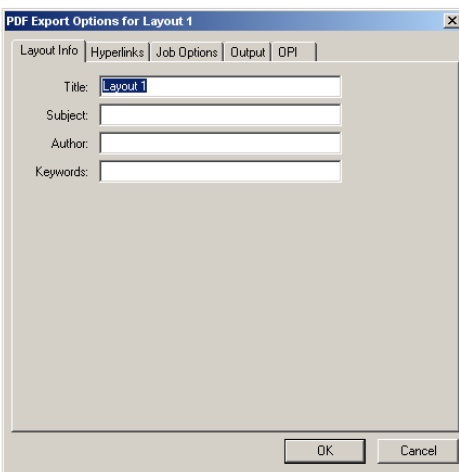 PDF Export Options for Layout 1
Layout Info Hyperlinks Job Options Output OPI
Title: Layout 1
Subject:
Author:
Keywords:
OK Cancel